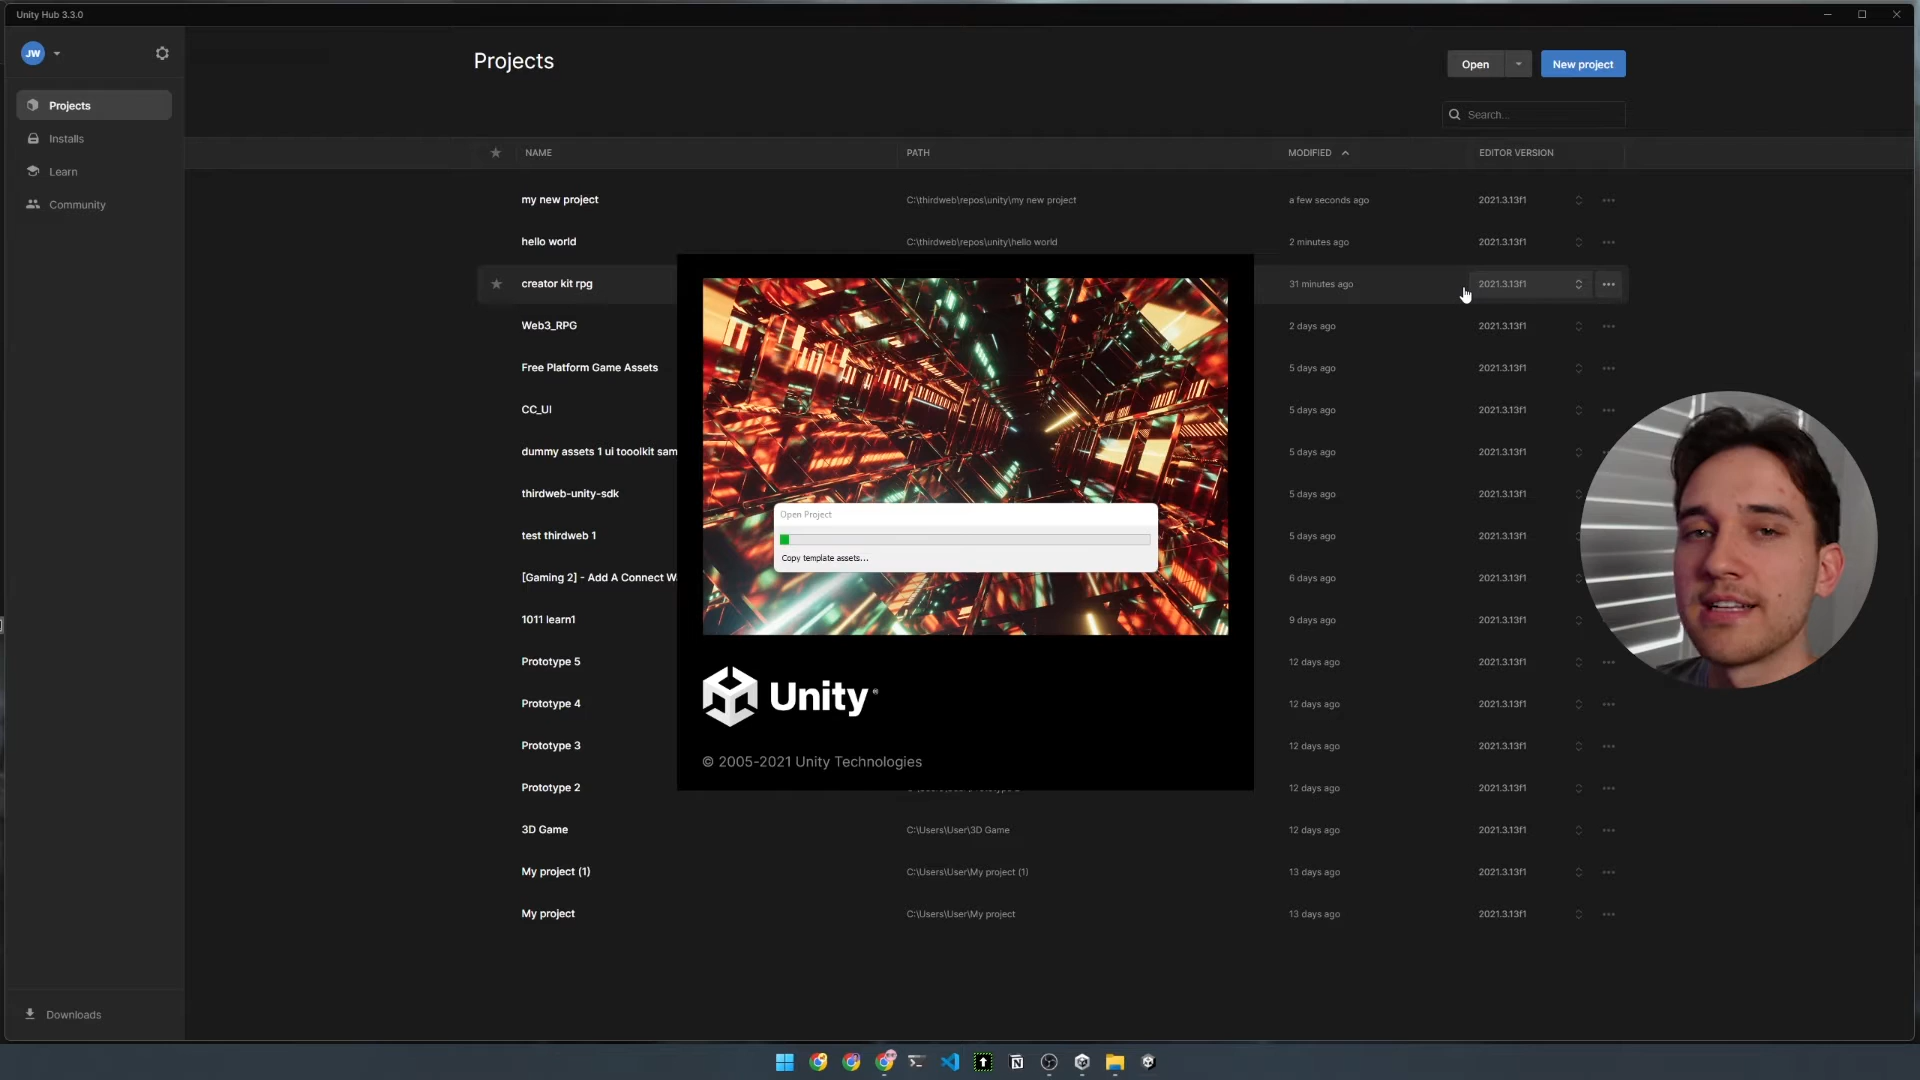 Unity Hub 3.3.0
JW
Projects
Installs
Learn
Community
Downloads
Projects
Open
New project
Search...
NAME PATH MODIFIED EDITOR VERSION
my new project C:\thirdweb\repos\unity\my new project a few seconds ago 2021.3.13f1
hello world C:\thirdweb\repos\unity\hello world 2 minutes ago 2021.3.13f1
creator kit rpg 31 minutes ago 2021.3.13f1
Web3_RPG 2 days ago 2021.3.13f1
Free Platform Game Assets 5 days ago 2021.3.13f1
CC_UI 5 days ago 2021.3.13f1
dummy assets 1 ui tooolkit sam 5 days ago 2021.3.13f1
thirdweb-unity-sdk 5 days ago 2021.3.13f1
test thirdweb 1 5 days ago 2021.3.13f1
[Gaming 2] - Add A Connect W 6 days ago 2021.3.13f1
1011 learn1 9 days ago 2021.3.13f1
Prototype 5 12 days ago 2021.3.13f1
Prototype 4 12 days ago 2021.3.13f1
Prototype 3 12 days ago 2021.3.13f1
Prototype 2 12 days ago 2021.3.13f1
3D Game C:\Users\User\3D Game 12 days ago 2021.3.13f1
My project (1) C:\Users\User\My project (1) 13 days ago 2021.3.13f1
My project C:\Users\User\My project 13 days ago 2021.3.13f1
Open Project
Copy template assets...
Unity®
© 2005-2021 Unity Technologies